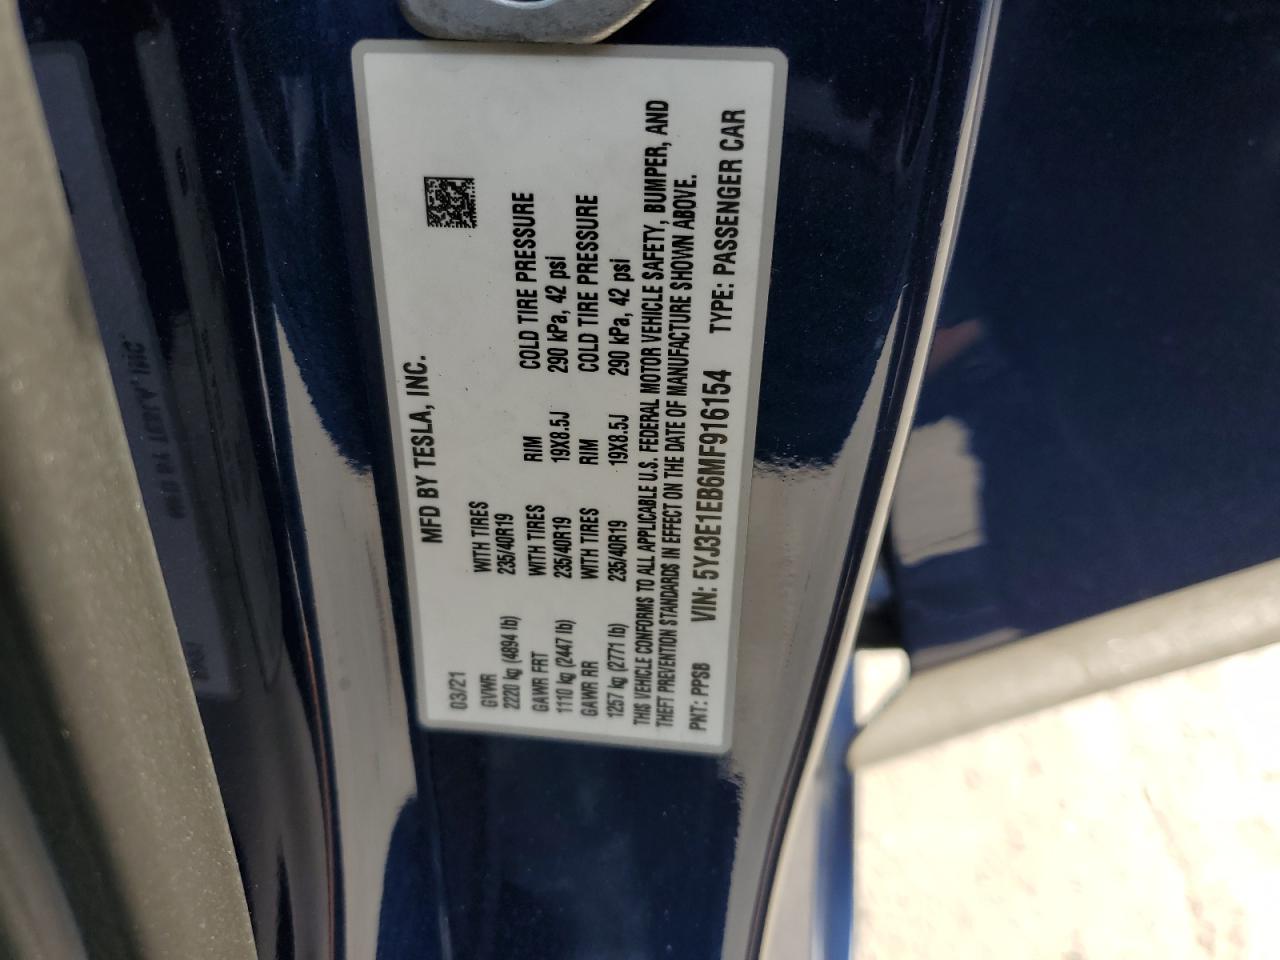 MFD BY TESLA, INC.
03/21
GVWR WITH TIRES
2220 kg (4894 lb) 235/40R19
GAWR FRT WITH TIRES RIM COLD TIRE PRESSURE
1110 kg (2447 lb) 235/40R19 19X8.5J 290 kPa, 42 psi
GAWR RR WITH TIRES RIM COLD TIRE PRESSURE
1257 kg (2771 lb) 235/40R19 19X8.5J 290 kPa, 42 psi
THIS VEHICLE CONFORMS TO ALL APPLICABLE U.S. FEDERAL MOTOR VEHICLE SAFETY, BUMPER, AND
THEFT PREVENTION STANDARDS IN EFFECT ON THE DATE OF MANUFACTURE SHOWN ABOVE.
PNT: PPSB VIN: 5YJ3E1EB6MF916154 TYPE: PASSENGER CAR